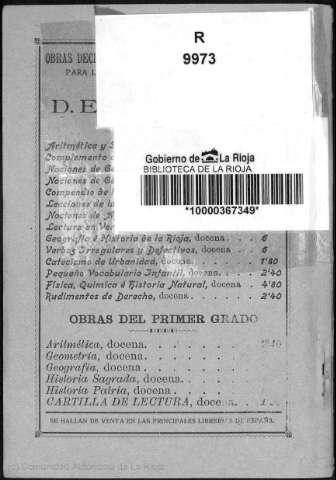 R
9973
OBRAS DECL
PARA L
D. E
Gobierno de La Rioja
BIBLIOTECA DE LA RIOJA
*10000367349*
Aritmética y
Complemento
Nociones de
Nociones de
Compendio de
Lecciones de
Nociones de
Lectura en
Geografía é Historia de la Rioja, docena . . . 6
Verbos Irregulares y Defectivos, docena . . 6
Catecismo de Urbanidad, docena. . . . . 1'80
Pequeño Vocabulario Infantil, docena. . . . 2'40
Física, Química é Historia Natural, docena . . 4'80
Rudimentos de Derecho, docena. . . . . 2'40
OBRAS DEL PRIMER GRADO
Aritmética, docena. . . . . . .
Geometría, docena. . . . . . .
Geografía, docena. . . . . . .
Historia Sagrada, docena. . . . . .
Historia Patria, docena. . . . . .
CARTILLA DE LECTURA, docena. . .
SE HALLAN DE VENTA EN LAS PRINCIPALES LIBRERÍAS DE ESPAÑA.
(c) Comunidad Autónoma de La Rioja